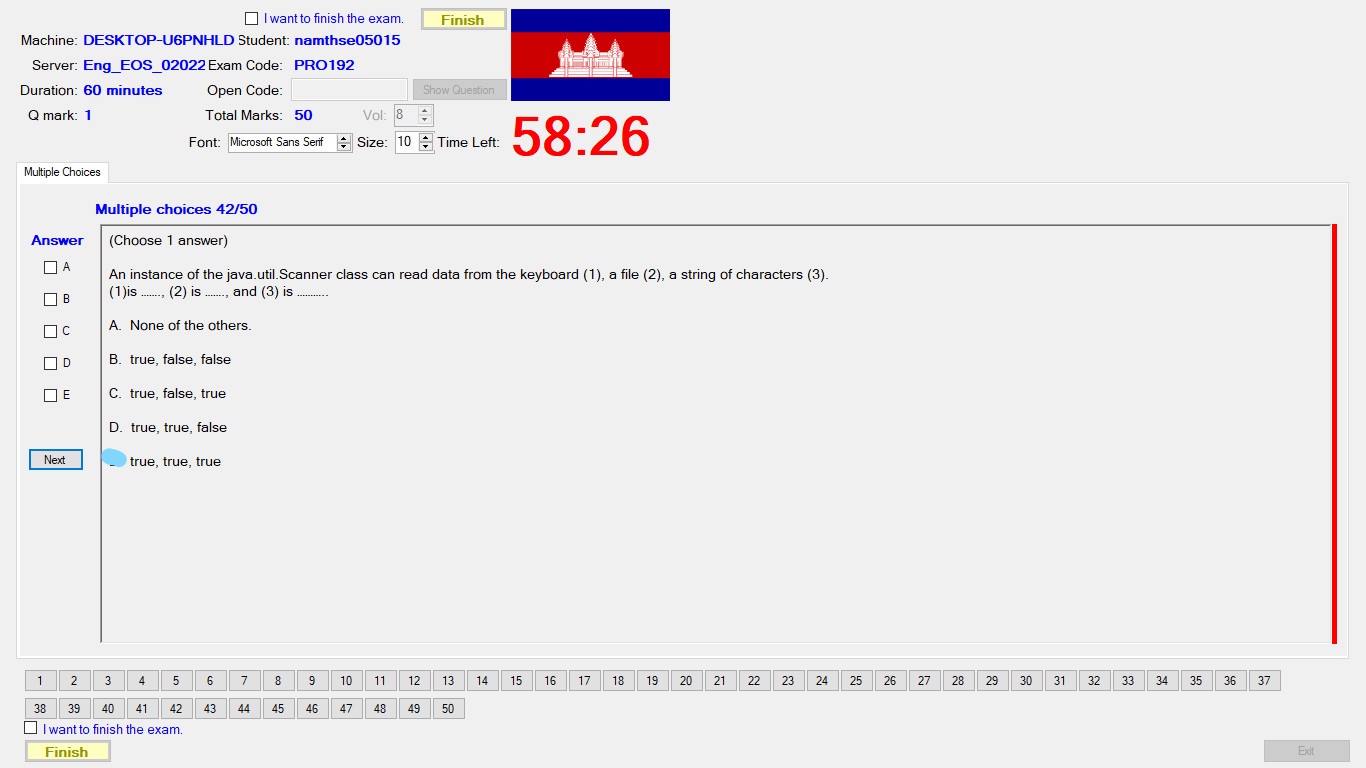 I want to finish the exam. Finish
Machine: DESKTOP-U6PNHLD Student: namthse05015
Server: Eng_EOS_02022 Exam Code: PRO192
Duration: 60 minutes Open Code: Show Question
Q mark: 1 Total Marks: 50 Vol: 8
Font: Microsoft Sans Serif Size: 10 Time Left: 58:26
Multiple Choices
Multiple choices 42/50
Answer
A
B
C
D
E
Next
(Choose 1 answer)
An instance of the java.util.Scanner class can read data from the keyboard (1), a file (2), a string of characters (3).
(1)is ......., (2) is ......., and (3) is ...........
A. None of the others.
B. true, false, false
C. true, false, true
D. true, true, false
true, true, true
1 2 3 4 5 6 7 8 9 10 11 12 13 14 15 16 17 18 19 20 21 22 23 24 25 26 27 28 29 30 31 32 33 34 35 36 37
38 39 40 41 42 43 44 45 46 47 48 49 50
I want to finish the exam.
Finish
Exit